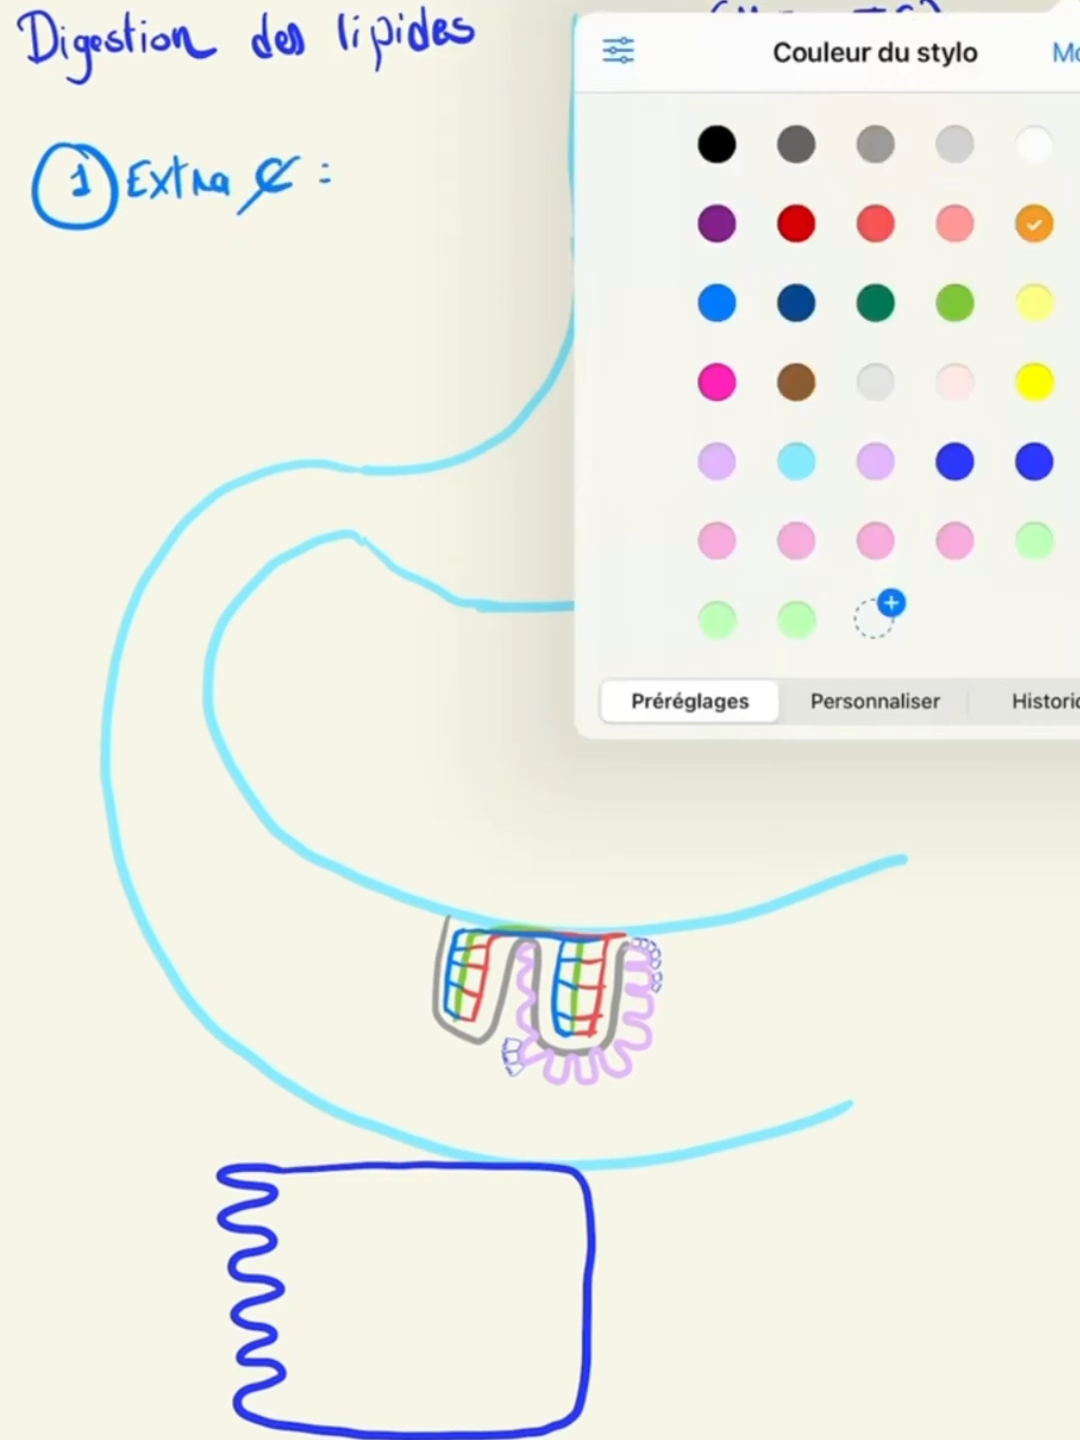 Digestion des lipides
Couleur du stylo
1 Extra ₡ :
Préréglages
Personnaliser